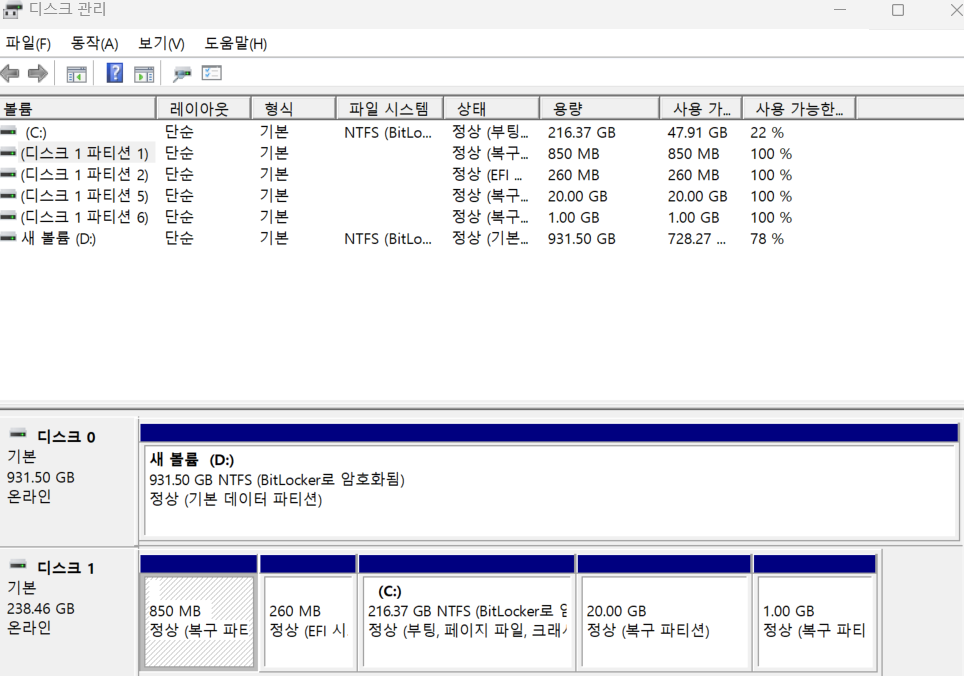 디스크 관리
파일(F) 동작(A) 보기(V) 도움말(H)
볼륨 레이아웃 형식 파일 시스템 상태 용량 사용 가... 사용 가능한...
(C:) 단순 기본 NTFS (BitLo... 정상 (부팅,... 216.37 GB 47.91 GB 22 %
(디스크 1 파티션 1) 단순 기본 정상 (복구... 850 MB 850 MB 100 %
(디스크 1 파티션 2) 단순 기본 정상 (EFI ... 260 MB 260 MB 100 %
(디스크 1 파티션 5) 단순 기본 정상 (복구... 20.00 GB 20.00 GB 100 %
(디스크 1 파티션 6) 단순 기본 정상 (복구... 1.00 GB 1.00 GB 100 %
새 볼륨 (D:) 단순 기본 NTFS (BitLo... 정상 (기본... 931.50 GB 728.27 ... 78 %
디스크 0
기본
931.50 GB
온라인
새 볼륨 (D:)
931.50 GB NTFS (BitLocker로 암호화됨)
정상 (기본 데이터 파티션)
디스크 1
기본
238.46 GB
온라인
850 MB
정상 (복구 파티
260 MB
정상 (EFI 시
(C:)
216.37 GB NTFS (BitLocker로
정상 (부팅, 페이지 파일, 크래시
20.00 GB
정상 (복구 파티션)
1.00 GB
정상 (복구 파티